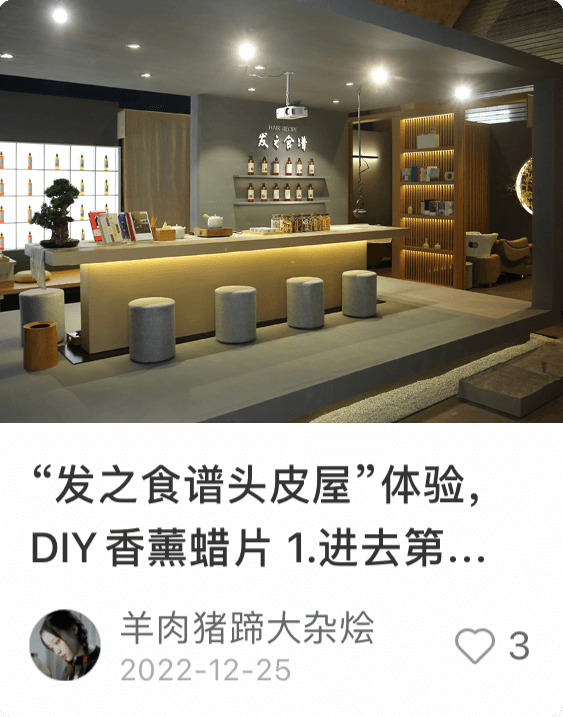 HAIR RECIPE
发之食谱
“发之食谱头皮屋”体验，
DIY 香薰蜡片 1.进去第...
羊肉猪蹄大杂烩
2022-12-25
3